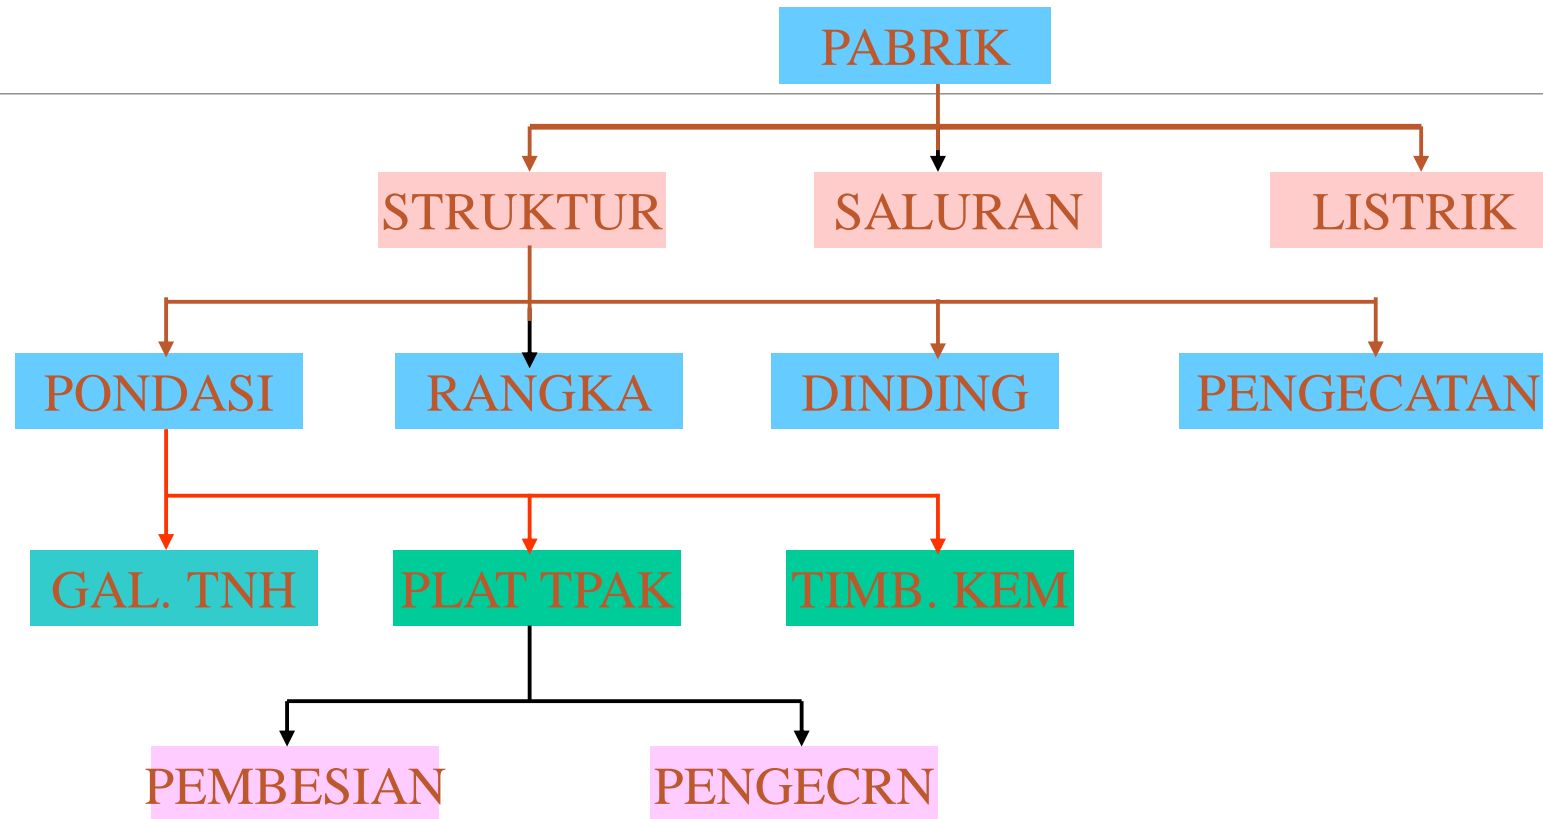 PABRIK
STRUKTUR
SALURAN
LISTRIK
PONDASI
RANGKA
DINDING
PENGECATAN
GAL. TNH
PLAT TPAK
TIMB. KEM
PEMBESIAN
PENGECRN